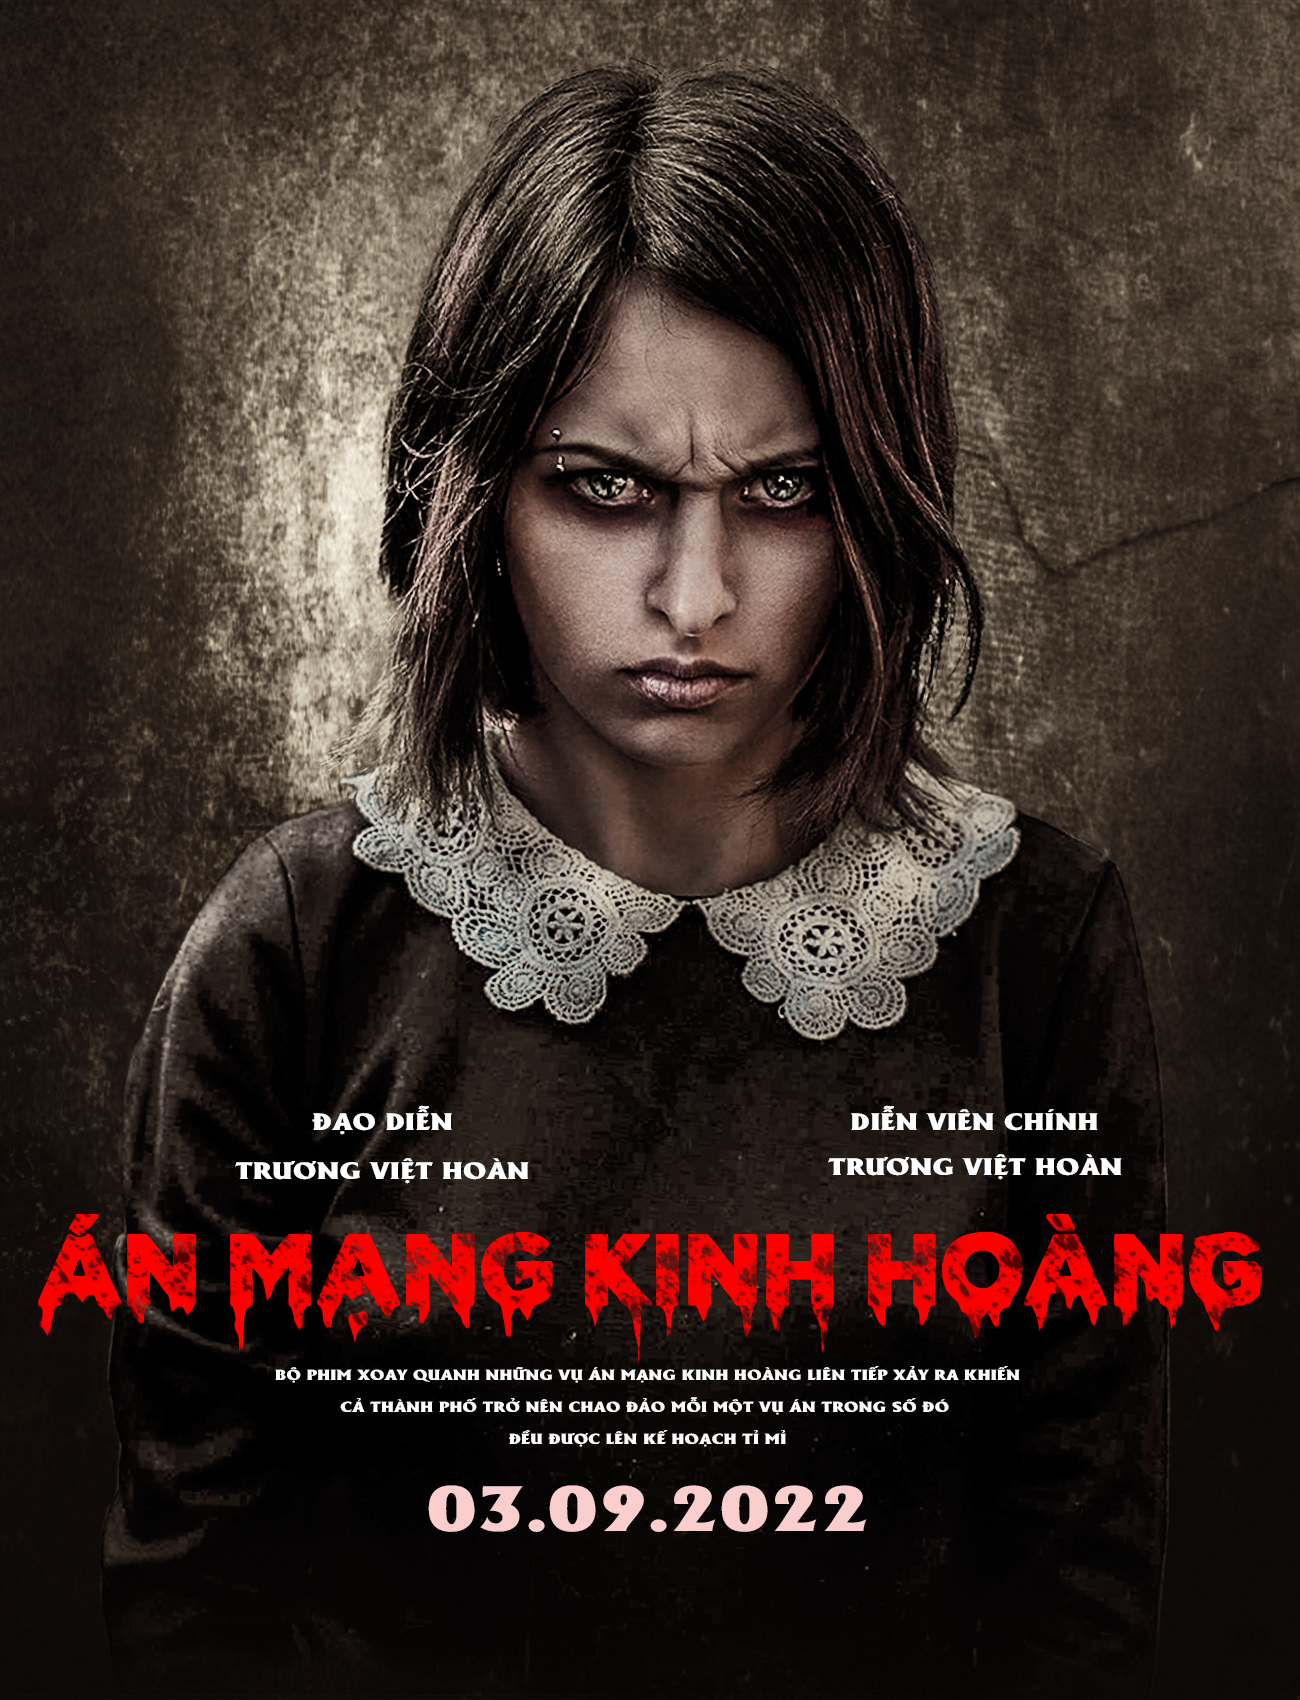 ĐẠO DIỄN
TRƯƠNG VIỆT HOÀN
DIỄN VIÊN CHÍNH
TRƯƠNG VIỆT HOÀN
ÁN MẠNG KINH HOÀNG
BỘ PHIM XOAY QUANH NHỮNG VỤ ÁN MẠNG KINH HOÀNG LIÊN TIẾP XẢY RA KHIẾN
CẢ THÀNH PHỐ TRỞ NÊN CHAO ĐẢO MỖI MỘT VỤ ÁN TRONG SỐ ĐÓ
ĐỀU ĐƯỢC LÊN KẾ HOẠCH TỈ MỈ
03.09.2022